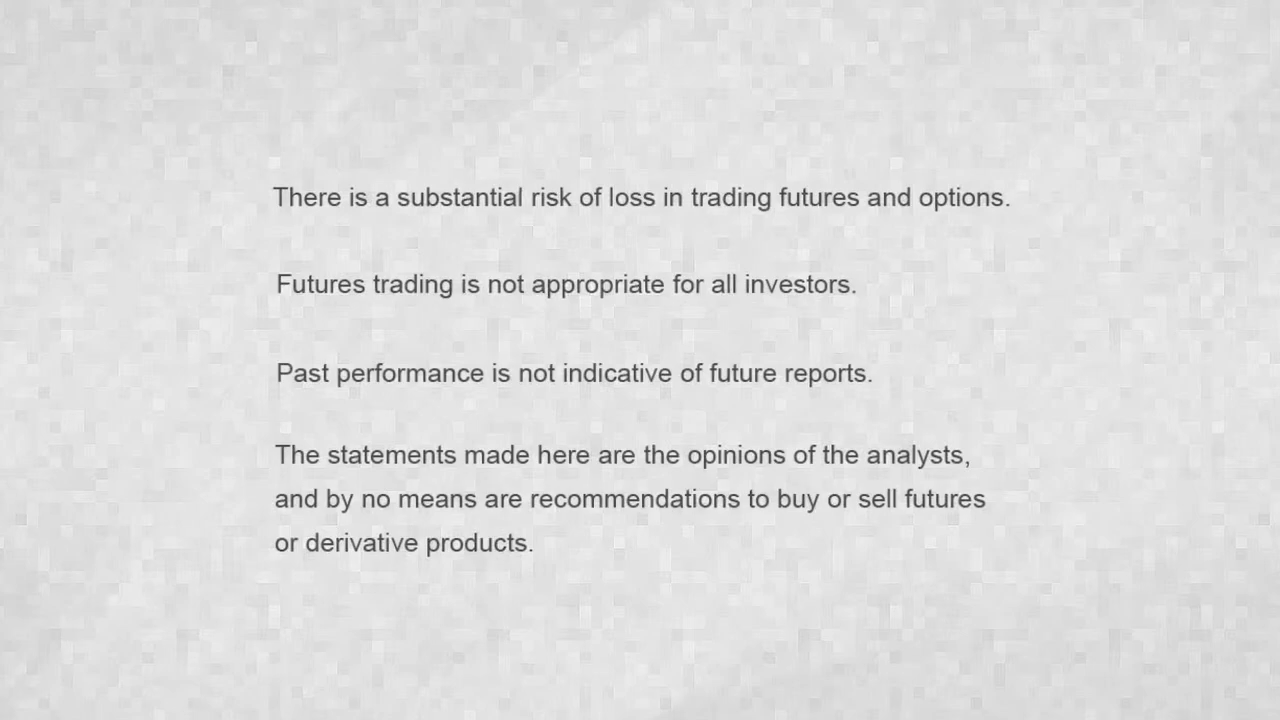 There is a substantial risk of loss in trading futures and options.
Futures trading is not appropriate for all investors.
Past performance is not indicative of future reports.
The statements made here are the opinions of the analysts,
and by no means are recommendations to buy or sell futures
or derivative products.